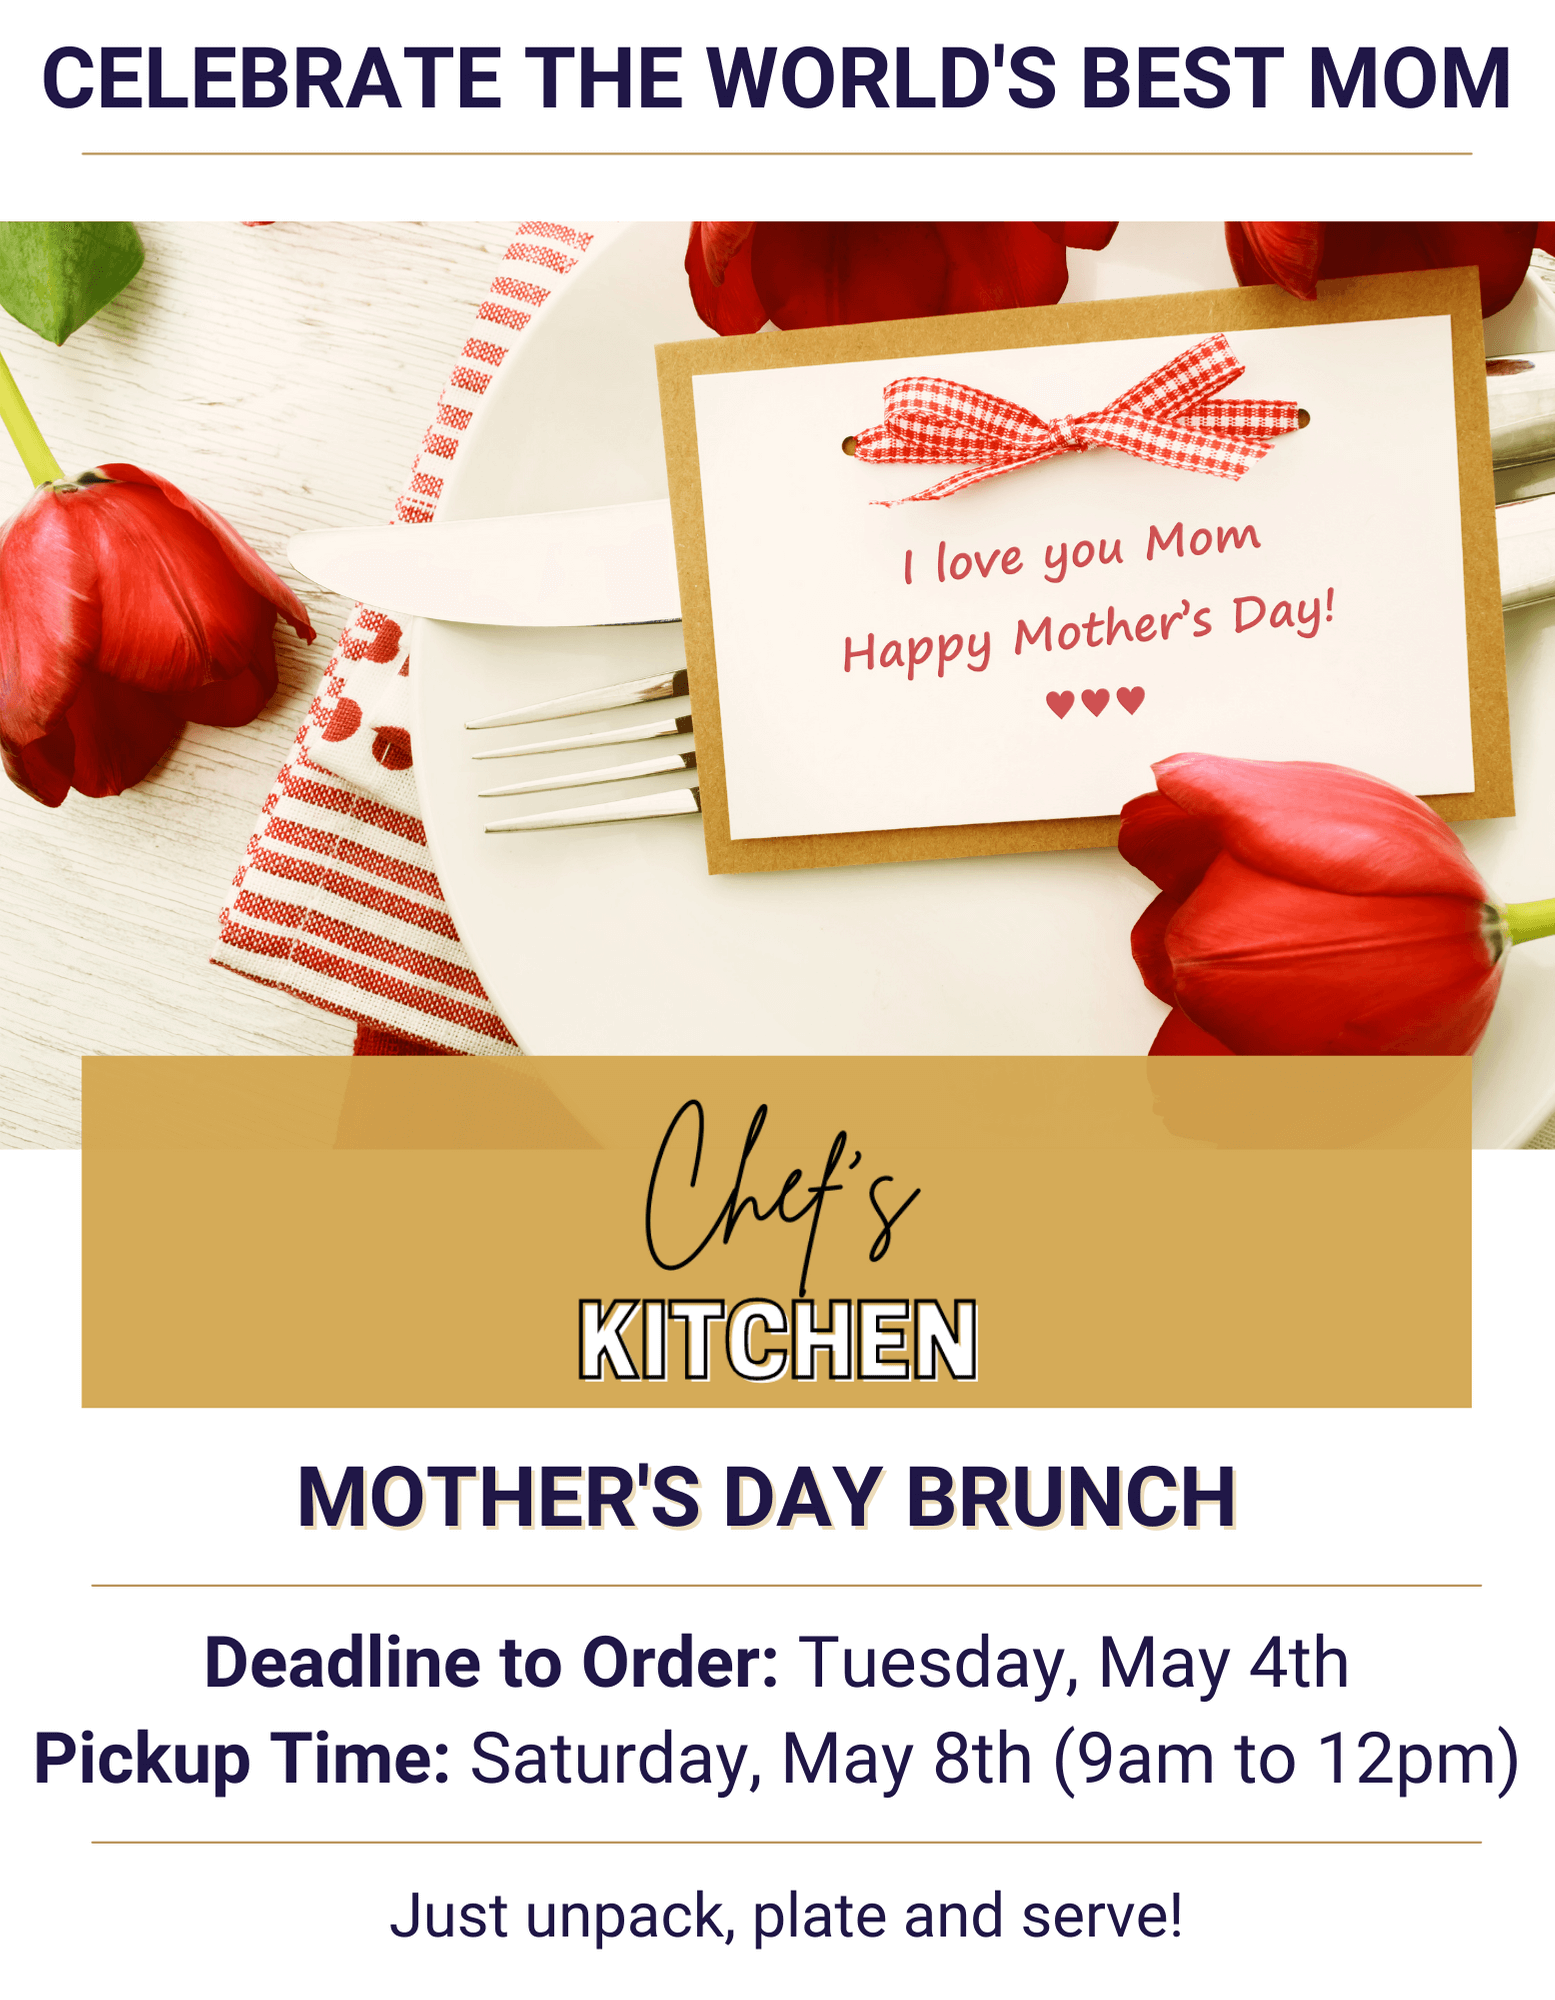 CELEBRATE THE WORLD'S BEST MOM
I love you Mom
Happy Mother's Day!
♥♥♥
Chef's
KITCHEN
MOTHER'S DAY BRUNCH
Deadline to Order: Tuesday, May 4th
Pickup Time: Saturday, May 8th (9am to 12pm)
Just unpack, plate and serve!